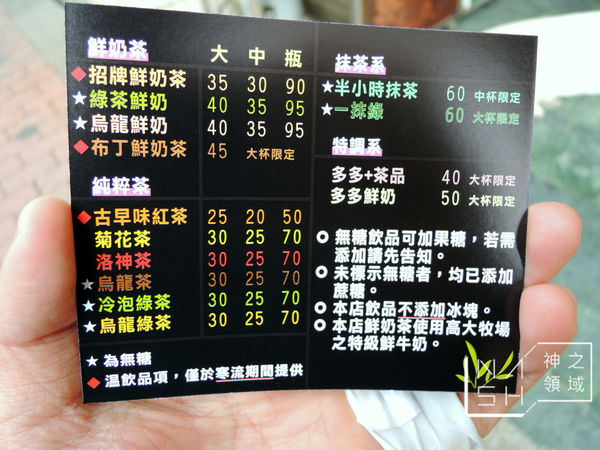 鮮奶茶 大 中 瓶
◆招牌鮮奶茶 35 30 90
★綠茶鮮奶 40 35 95
★烏龍鮮奶 40 35 95
◆布丁鮮奶茶 45 大杯限定
純粹茶
◆古早味紅茶 25 20 50
菊花茶 30 25 70
洛神茶 30 25 70
★烏龍茶 30 25 70
★冷泡綠茶 30 25 70
★烏龍綠茶 30 25 70
★為無糖
◆溫飲品項，僅於寒流期間提供
抹茶系
★半小時抹茶 60 中杯限定
★一抹綠 60 大杯限定
特調系
多多+茶品 40 大杯限定
多多鮮奶 50 大杯限定
無糖飲品可加果糖，若需
添加請先告知。
未標示無糖者，均已添加
蔗糖。
本店飲品不添加冰塊。
本店鮮奶茶使用高大牧場
之特級鮮牛奶。
神之
領域